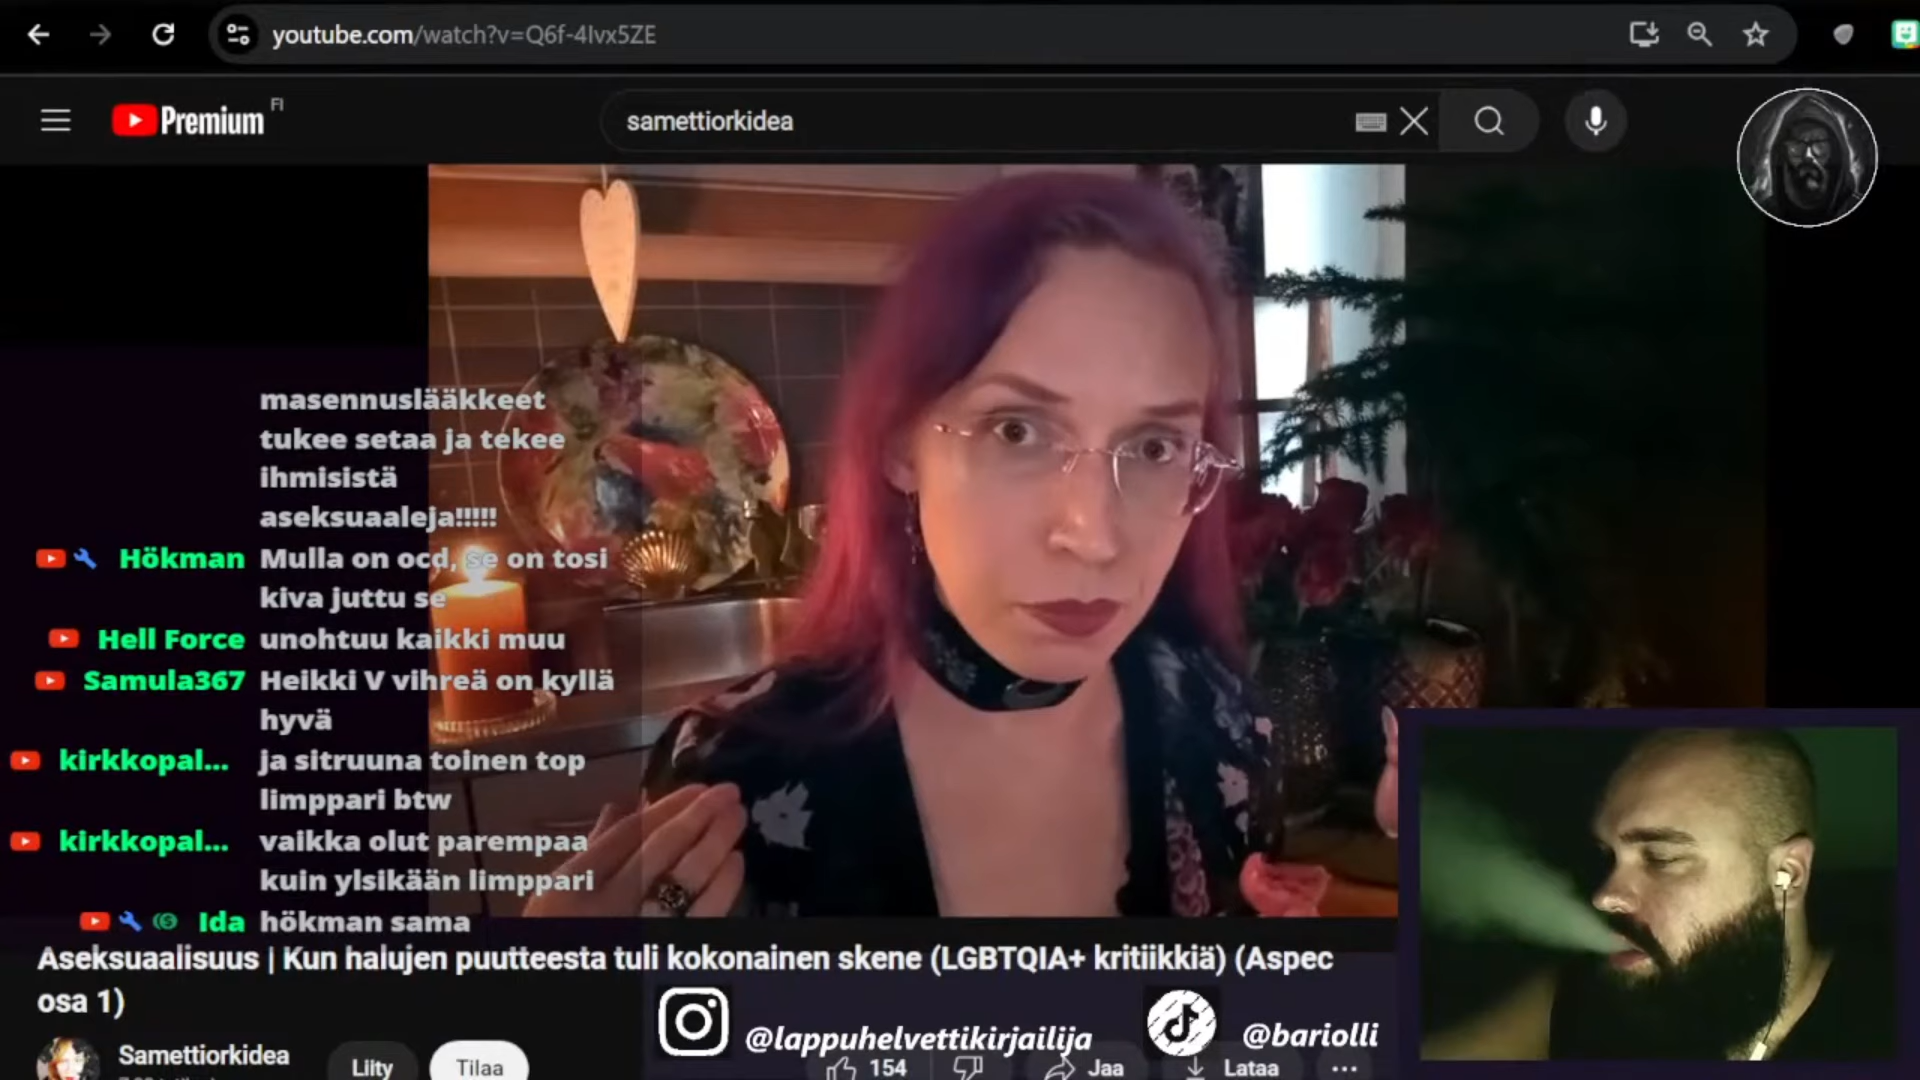 youtube.com/watch?v=Q6f-4lvx5ZE
Premium
FI
samettiorkidea
masennuslääkkeet
tukee setaa ja tekee
ihmisistä
aseksuaaleja!!!!!
Hökman Mulla on ocd, se on tosi
kiva juttu se
Hell Force unohtuu kaikki muu
Samula367 Heikki V vihreä on kyllä
hyvä
kirkkopal... ja sitruuna toinen top
limppari btw
kirkkopal... vaikka olut parempaa
kuin ylsikään limppari
Ida hökman sama
Aseksuaalisuus | Kun halujen puutteesta tuli kokonainen skene (LGBTQIA+ kritiikkiä) (Aspec
osa 1)
@lappuhelvettikirjailija
@bariolli
Samettiorkidea
Liity
Tilaa
154
Jaa
Lataa